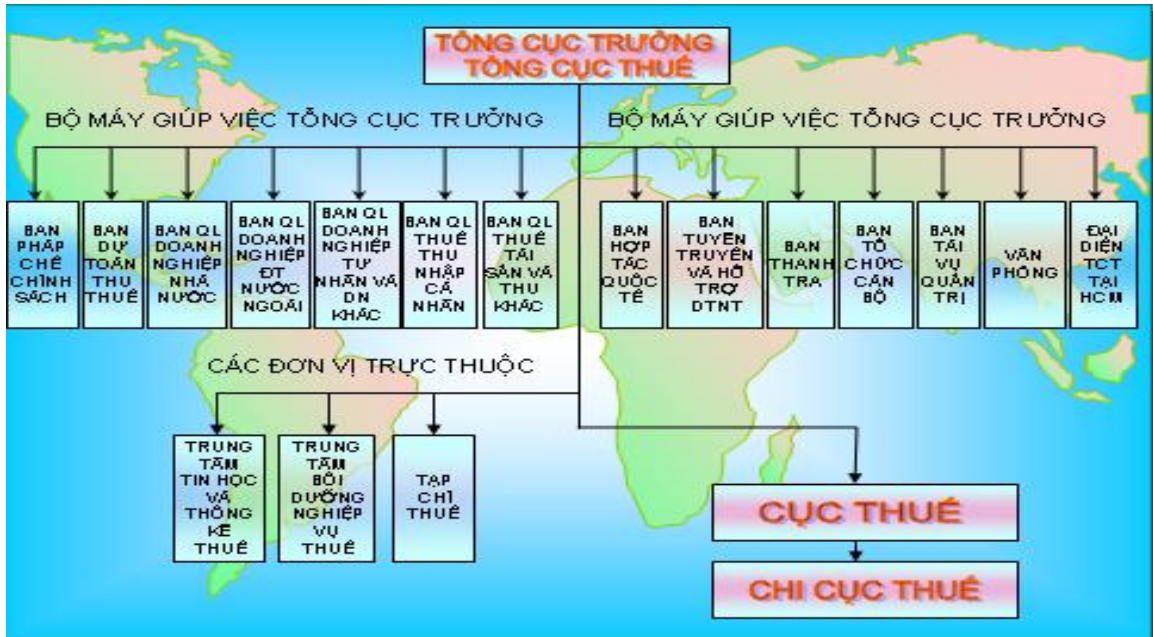 TỔNG CỤC TRƯỞNG
TỔNG CỤC THUẾ
BỘ MÁY GIÚP VIỆC TỔNG CỤC TRƯỞNG
BỘ MÁY GIÚP VIỆC TỔNG CỤC TRƯỞNG
BAN
PHÁP
CHẾ
CHÍNH
SÁCH
BAN
DỰ
TOÁN
THU
THUẾ
BAN QL
DOANH
NGHIỆP
NHÀ
NƯỚC
BAN QL
DOANH
NGHIỆP
ĐT
NƯỚC
NGOÀI
BAN QL
DOANH
NGHIỆP
TƯ
NHÂN VÀ
DN
KHÁC
BAN QL
THUẾ
THU
NHẬP
CÁ
NHÂN
BAN QL
THUẾ
TÀI
SẢN VÀ
THU
KHÁC
BAN
HỢP
TÁC
QUỐC
TẾ
BAN
TUYÊN
TRUYỀN
VÀ HỖ
TRỢ
DTNT
BAN
THANH
TRA
BAN
TỔ
CHỨC
CÁN
BỘ
BAN
TÀI
VỤ
QUẢN
TRỊ
VĂN
PHÒNG
ĐẠI
DIỆN
TCT
TẠI
HCM
CÁC ĐƠN VỊ TRỰC THUỘC
TRUNG
TÂM
TIN HỌC
VÀ
THỐNG
KÊ
THUẾ
TRUNG
TÂM
BỒI
DƯỠNG
NGHIỆP
VỤ
THUẾ
TẠP
CHÍ
THUẾ
CỤC THUẾ
CHI CỤC THUẾ